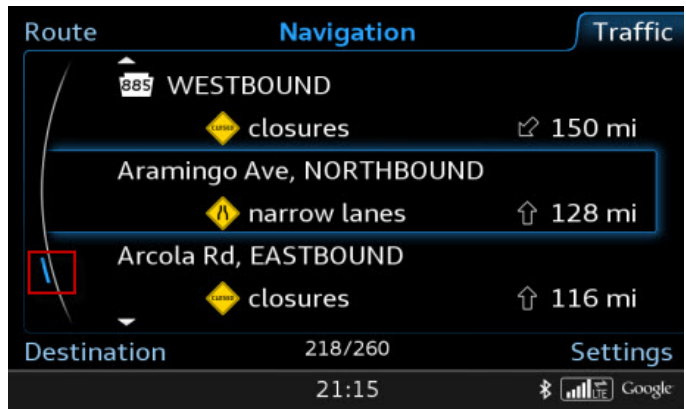 Route Navigation Traffic
885 WESTBOUND
CLOSED closures 150 mi
Aramingo Ave, NORTHBOUND
narrow lanes 128 mi
Arcola Rd, EASTBOUND
CLOSED closures 116 mi
Destination 218/260 Settings
21:15 LTE Google